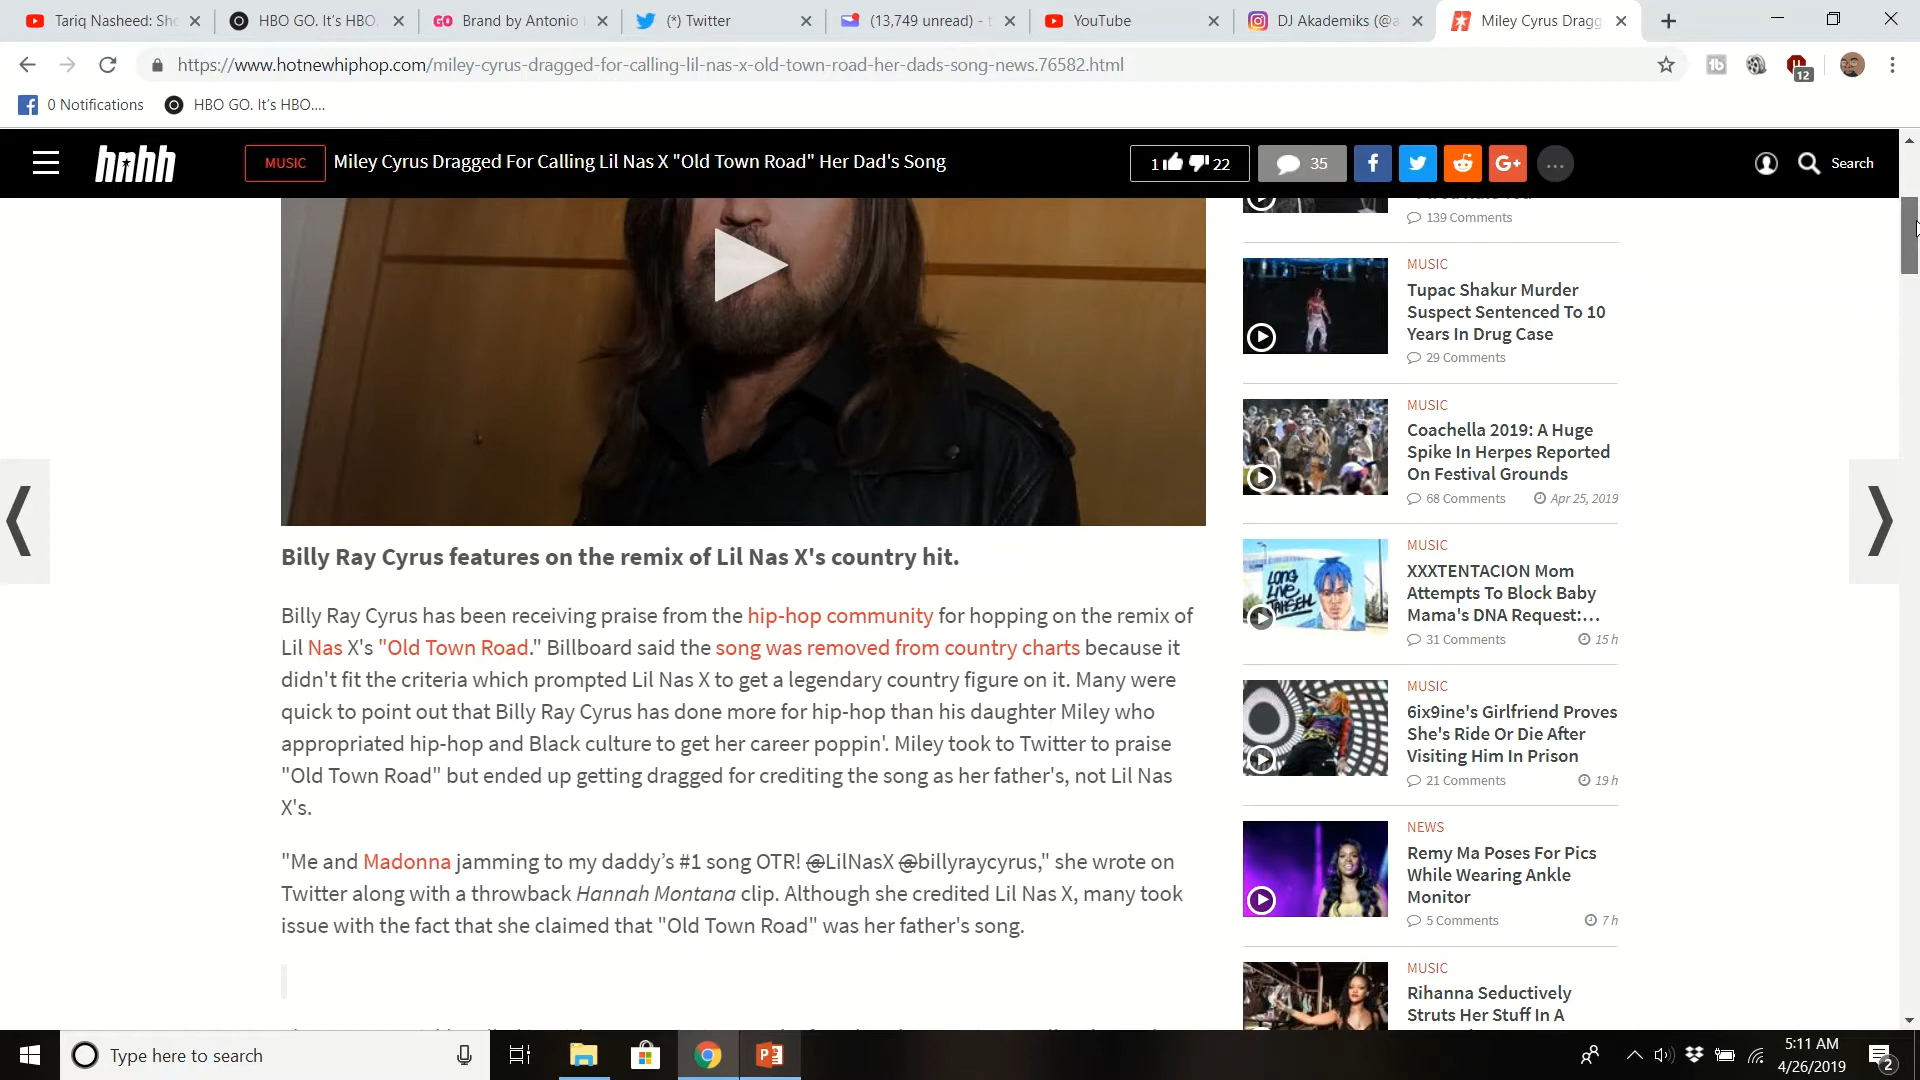 Tariq Nasheed: Sh
HBO GO. It's HBO.
GO Brand by Antonio
(*) Twitter
(13,749 unread) -
YouTube
DJ Akademiks (@a
Miley Cyrus Dragg
https://www.hotnewhiphop.com/miley-cyrus-dragged-for-calling-lil-nas-x-old-town-road-her-dads-song-news.76582.html
12
0 Notifications
HBO GO. It's HBO....
hnhh
MUSIC
Miley Cyrus Dragged For Calling Lil Nas X "Old Town Road" Her Dad's Song
1 22
35
G+
...
Search
Billy Ray Cyrus features on the remix of Lil Nas X's country hit.
Billy Ray Cyrus has been receiving praise from the hip-hop community for hopping on the remix of
Lil Nas X's "Old Town Road." Billboard said the song was removed from country charts because it
didn't fit the criteria which prompted Lil Nas X to get a legendary country figure on it. Many were
quick to point out that Billy Ray Cyrus has done more for hip-hop than his daughter Miley who
appropriated hip-hop and Black culture to get her career poppin'. Miley took to Twitter to praise
"Old Town Road" but ended up getting dragged for crediting the song as her father's, not Lil Nas
X's.
"Me and Madonna jamming to my daddy's #1 song OTR! @LilNasX @billyraycyrus," she wrote on
Twitter along with a throwback Hannah Montana clip. Although she credited Lil Nas X, many took
issue with the fact that she claimed that "Old Town Road" was her father's song.
139 Comments
MUSIC
Tupac Shakur Murder
Suspect Sentenced To 10
Years In Drug Case
29 Comments
MUSIC
Coachella 2019: A Huge
Spike In Herpes Reported
On Festival Grounds
68 Comments Apr 25, 2019
LONG
LIVE
JAHSEH
MUSIC
XXXTENTACION Mom
Attempts To Block Baby
Mama's DNA Request:...
31 Comments 15 h
MUSIC
6ix9ine's Girlfriend Proves
She's Ride Or Die After
Visiting Him In Prison
21 Comments 19 h
NEWS
Remy Ma Poses For Pics
While Wearing Ankle
Monitor
5 Comments 7 h
MUSIC
Rihanna Seductively
Struts Her Stuff In A
Type here to search
5:11 AM
4/26/2019
2